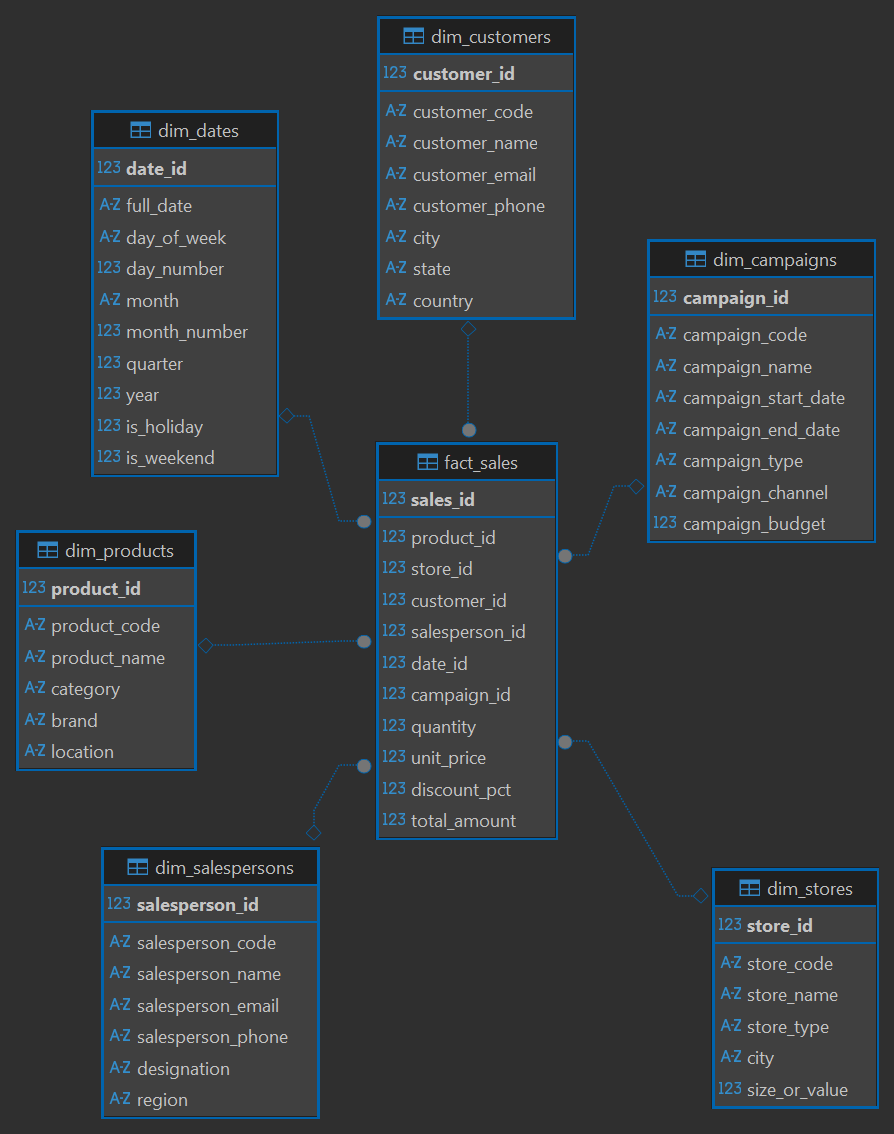 dim_customers
123 customer_id
A-Z customer_code
A-Z customer_name
A-Z customer_email
A-Z customer_phone
A-Z city
A-Z state
A-Z country
dim_dates
123 date_id
A-Z full_date
A-Z day_of_week
123 day_number
A-Z month
123 month_number
123 quarter
123 year
123 is_holiday
123 is_weekend
dim_campaigns
123 campaign_id
A-Z campaign_code
A-Z campaign_name
A-Z campaign_start_date
A-Z campaign_end_date
A-Z campaign_type
A-Z campaign_channel
123 campaign_budget
fact_sales
123 sales_id
123 product_id
123 store_id
123 customer_id
123 salesperson_id
123 date_id
123 campaign_id
123 quantity
123 unit_price
123 discount_pct
123 total_amount
dim_products
123 product_id
A-Z product_code
A-Z product_name
A-Z category
A-Z brand
A-Z location
dim_salespersons
123 salesperson_id
A-Z salesperson_code
A-Z salesperson_name
A-Z salesperson_email
A-Z salesperson_phone
A-Z designation
A-Z region
dim_stores
123 store_id
A-Z store_code
A-Z store_name
A-Z store_type
A-Z city
123 size_or_value